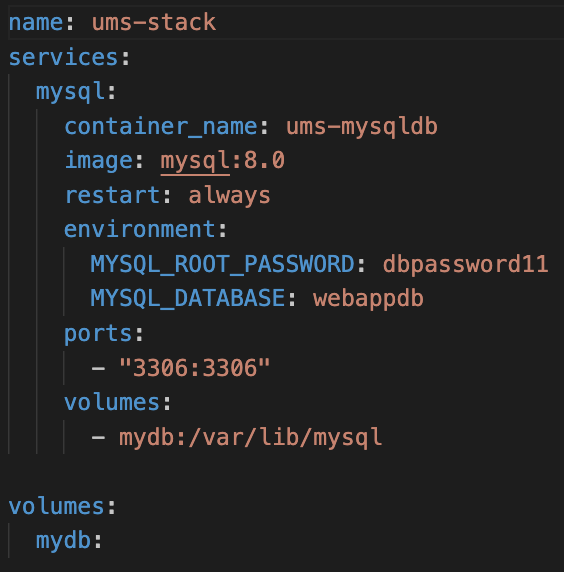 name: ums-stack
services:
  mysql:
    container_name: ums-mysqldb
    image: mysql:8.0
    restart: always
    environment:
      MYSQL_ROOT_PASSWORD: dbpassword11
      MYSQL_DATABASE: webappdb
    ports:
      - "3306:3306"
    volumes:
      - mydb:/var/lib/mysql

volumes:
  mydb: